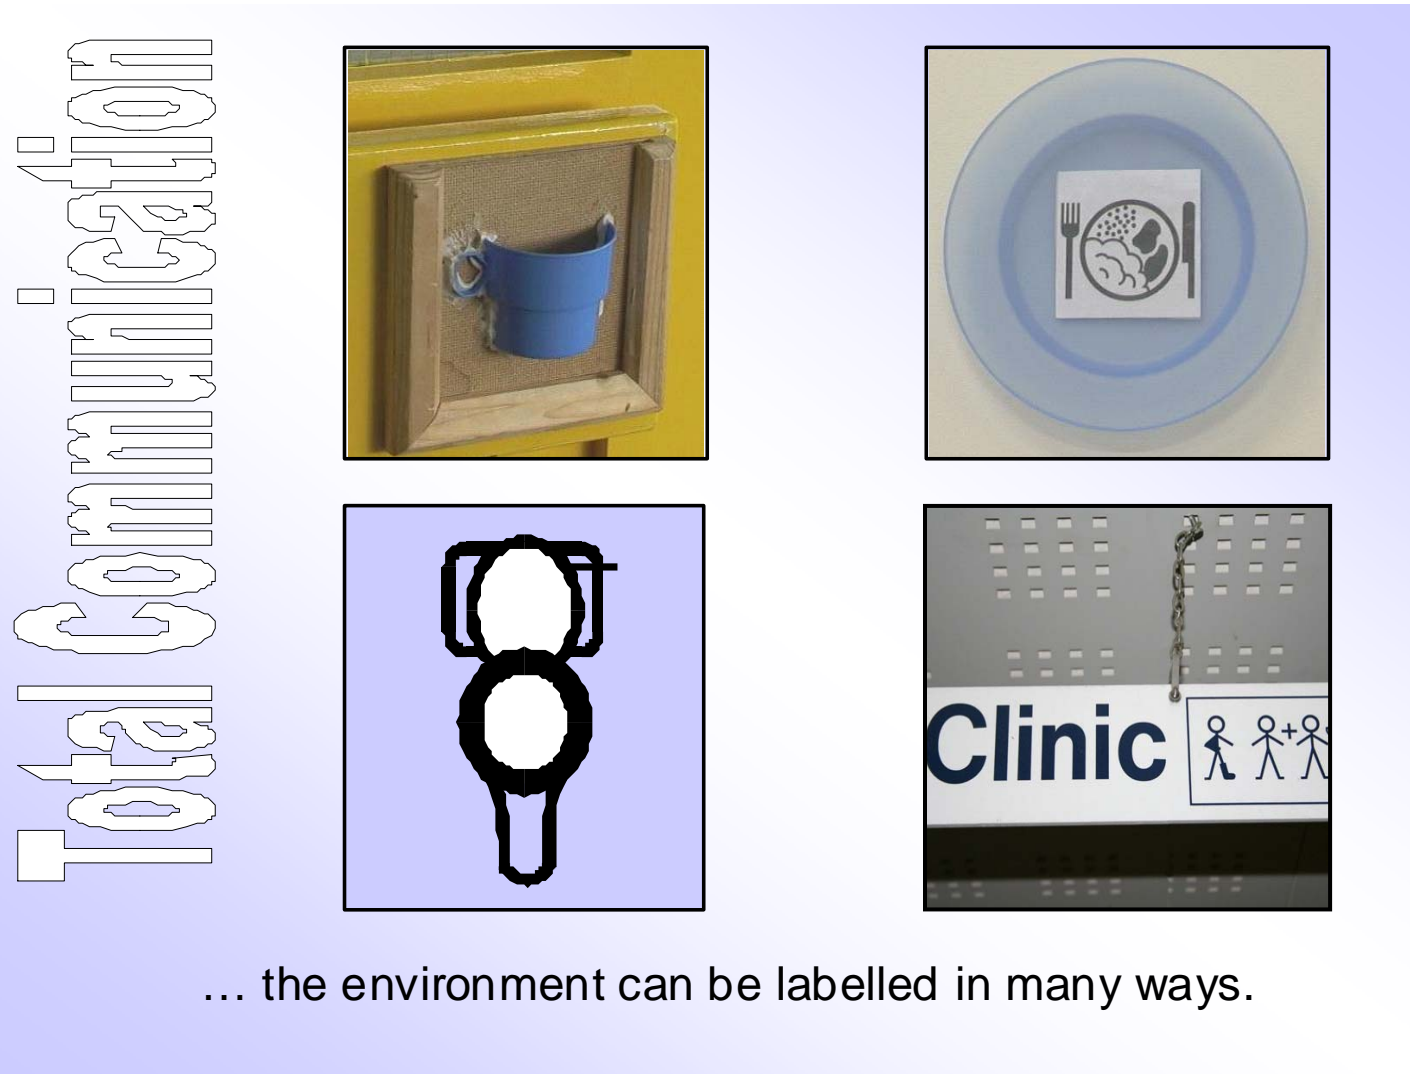 Total Communication
Clinic
… the environment can be labelled in many ways.